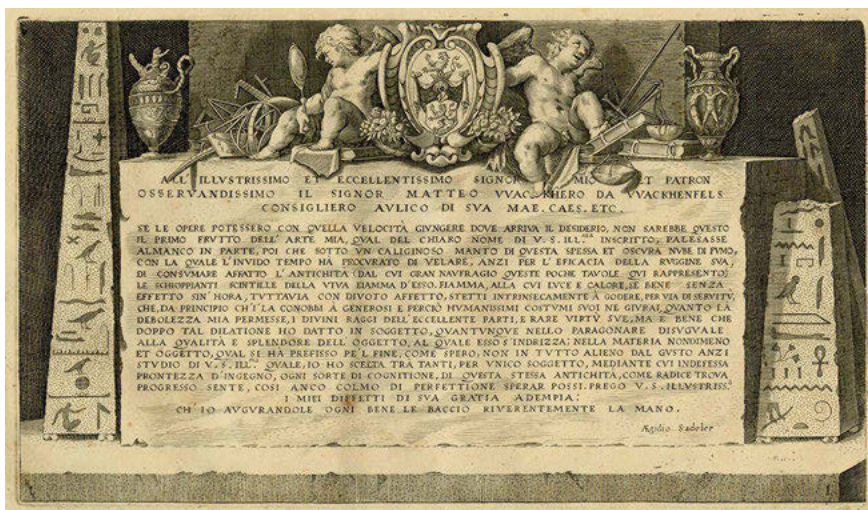 ALL' ILLVSTRISSIMO ET ECCELLENTISSIMO SIGNOR MIO ET PATRON
OSSERVANDISSIMO IL SIGNOR MATTEO VVACKHERO DA VVACKHENFELS
CONSIGLIERO AVLICO DI SVA MAE. CAES. ETC.
SE LE OPERE POTESSERO CON QVELLA VELOCITÀ GIVNGERE DOVE ARRIVA IL DESIDERIO, NON SAREBBE QVESTO
IL PRIMO FRVTTO DELL' ARTE MIA, QVAL DEL CHIARO NOME DI V. S. ILL.MA INSCRITTO, PALESASSE
ALMANCO IN PARTE, POI CHE SOTTO VN CALIGINOSO MANTO DI QVESTA SPESSA ET OSCVRA NVBE DI FVMO,
CON LA QVALE L'INVIDO TEMPO HA PROCVRATO DI VELARE, ANZI PER L'EFFICACIA DELLA RVGGINE SVA,
DI CONSVMARE AFFATTO L'ANTICHITÀ (DAL CVI GRAN NAVFRAGIO QVESTE POCHE TAVOLE QVI RAPPRESENTO)
LE SCHIOPPIANTI SCINTILLE DELLA VIVA FIAMMA D'ESSO. FIAMMA, ALLA CVI LVCE E CALORE, SE BENE SENZA
EFFETTO SIN' HORA, TVTTAVIA CON DIVOTO AFFETTO, STETTI INTRINSECAMENTE À GODERE, PER VIA DI SERVITV,
CHE, DA PRINCIPIO CH'I LA CONOBBI À GENEROSI E PERCIÒ HVMANISSIMI COSTVMI SVOI NE GIVRAI, QVANTO LA
DEBOLEZZA MIA PERMESSE, I DIVINI RAGGI DELL'ECCELLENTE PARTI, E RARE VIRTÙ SVE, MA E BENE CHE
DOPPO TAL DILATIONE HO DATTO IN SOGGETTO, QVANTVNQVE NELLO PARAGONARE DISVGVALE
ALLA QVALITÀ E SPLENDORE DELL' OGGETTO, AL QVALE ESSO S'INDRIZZA: NELLA MATERIA NONDIMENO
ET OGGETTO, QVAL SI HA PREFISSO PE'L FINE, COME SPERO, NON IN TVTTO ALIENO DAL GVSTO ANZI
STVDIO DI V. S. ILL.MA QVALE, IO HO SCELTA TRÀ TANTI, PER VNICO SOGGETTO, MEDIANTE CVI INDEFESSA
PRONTEZZA D'INGEGNO, OGNI SORTE DI COGNITIONE, DI QVESTA STESSA ANTICHITÀ, COME RADICE TROVA
PROGRESSO SENTE, COSI ANCO COLMO DI PERFETTIONE SPERAR POSSI. PREGO V. S. ILLVSTRISS.A
I MIEI DIFFETTI DI SVA GRATIA ADEMPIA:
CH' IO AVGVRANDOLE OGNI BENE LE BACCIO RIVERENTEMENTE LA MANO.
Ægidio Sadeler